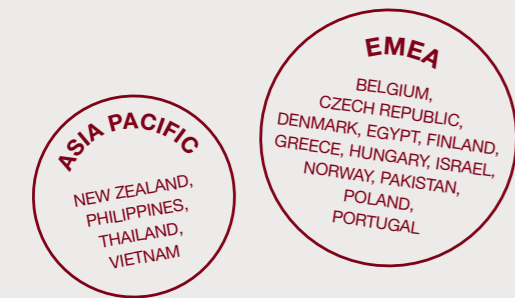 ASIA PACIFIC
NEW ZEALAND,
PHILIPPINES,
THAILAND,
VIETNAM
EMEA
BELGIUM,
CZECH REPUBLIC,
DENMARK, EGYPT, FINLAND,
GREECE, HUNGARY, ISRAEL,
NORWAY, PAKISTAN,
POLAND,
PORTUGAL